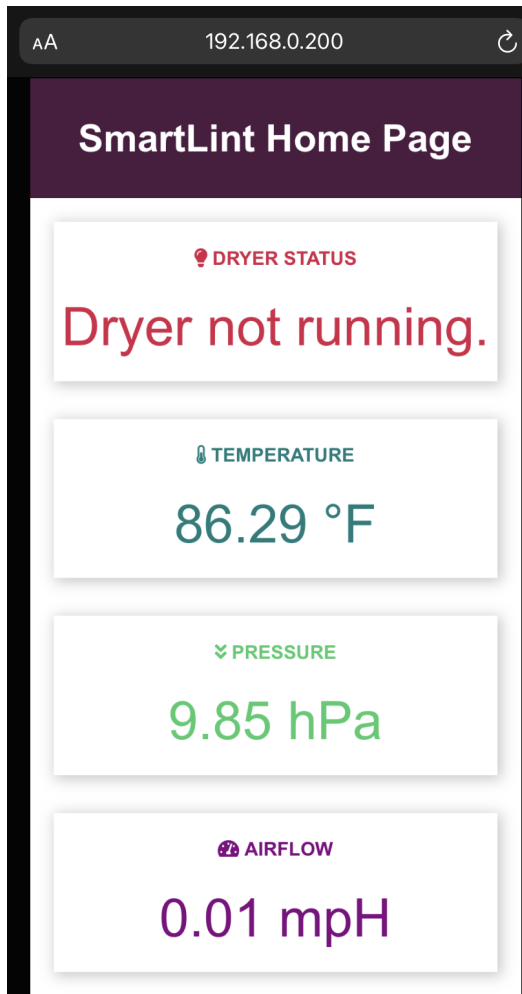 AA 192.168.0.200
SmartLint Home Page
DRYER STATUS
Dryer not running.
TEMPERATURE
86.29 °F
PRESSURE
9.85 hPa
AIRFLOW
0.01 mpH